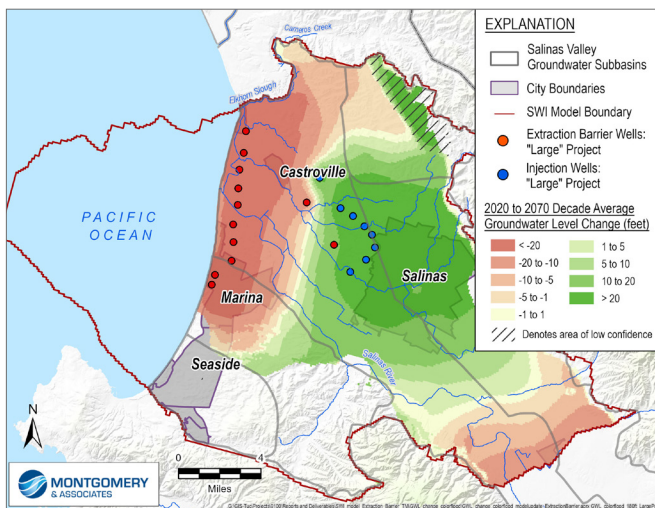 Carneros Creek
Elkhorn Slough
Castroville
PACIFIC
OCEAN
Salinas
Marina
Seaside
Salinas
River
N
0 4
Miles
MONTGOMERY
& ASSOCIATES
EXPLANATION
Salinas Valley
Groundwater Subbasins
City Boundaries
SWI Model Boundary
Extraction Barrier Wells:
"Large" Project
Injection Wells:
"Large" Project
2020 to 2070 Decade Average
Groundwater Level Change (feet)
< -20
-20 to -10
-10 to -5
-5 to -1
-1 to 1
1 to 5
5 to 10
10 to 20
> 20
Denotes area of low confidence